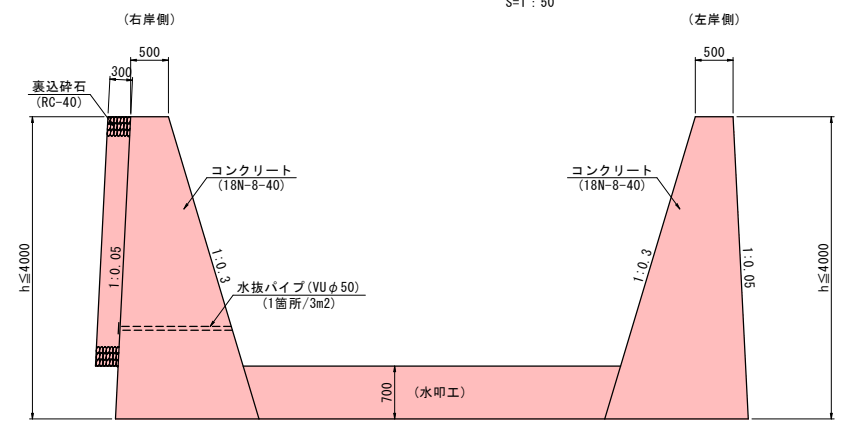 S=1：50
(右岸側)
(左岸側)
500
500
300
裏込砕石
(RC-40)
コンクリート
(18N-8-40)
コンクリート
(18N-8-40)
h≦4000
1:0.05
1:0.3
水抜パイプ(VUφ50)
(1箇所/3m2)
1:0.3
1:0.05
h≦4000
700
(水叩工)